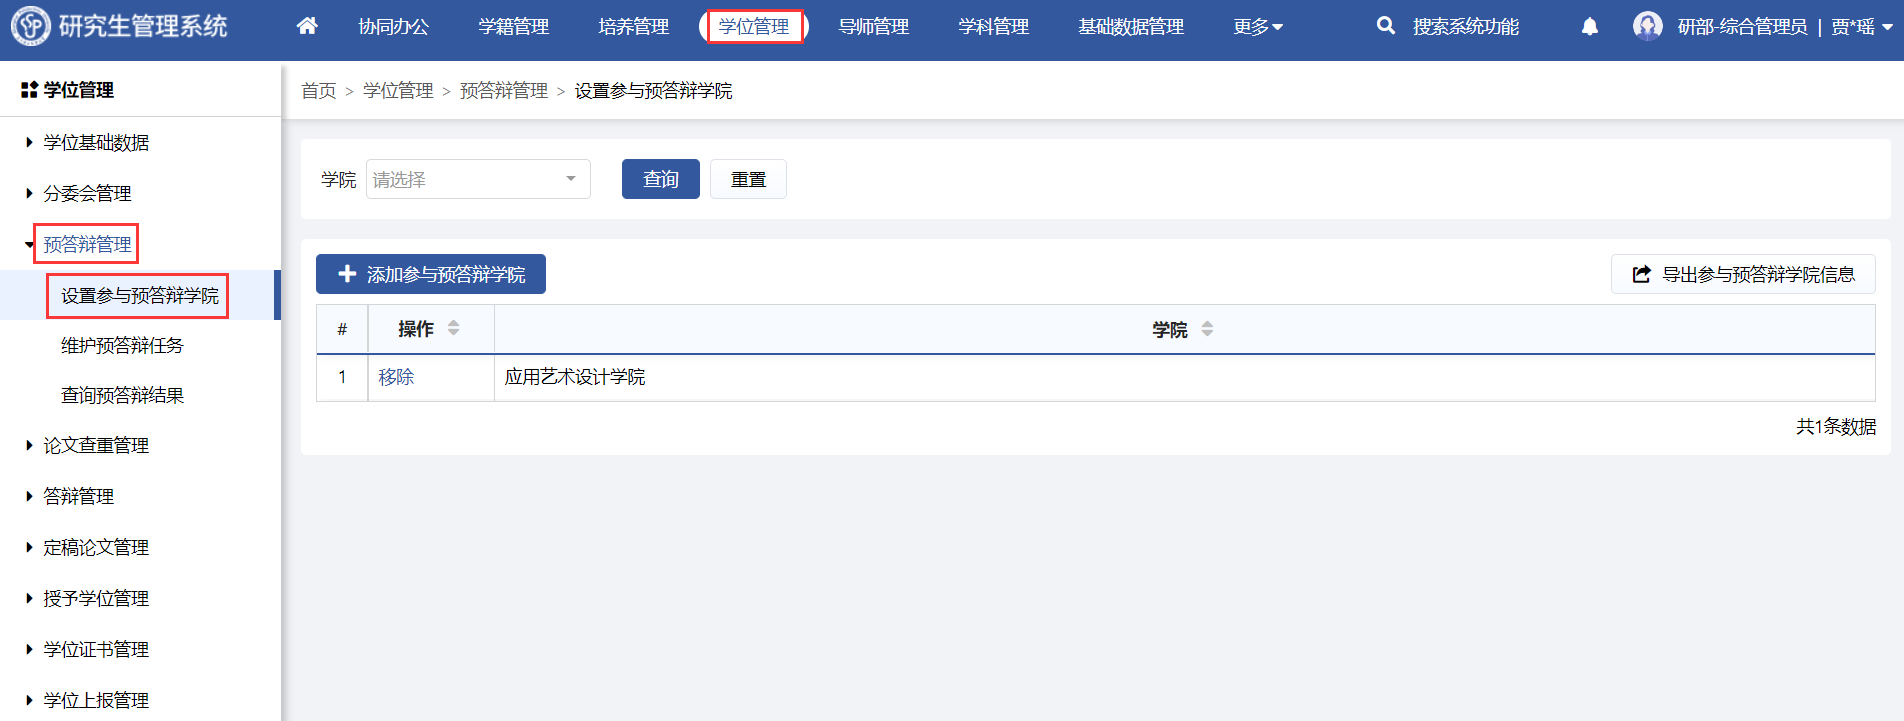 研究生管理系统 协同办公 学籍管理 培养管理 学位管理 导师管理 学科管理 基础数据管理 更多 搜索系统功能 研部-综合管理员 | 贾*瑶
学位管理
学位基础数据
分委会管理
预答辩管理
设置参与预答辩学院
维护预答辩任务
查询预答辩结果
论文查重管理
答辩管理
定稿论文管理
授予学位管理
学位证书管理
学位上报管理
首页 > 学位管理 > 预答辩管理 > 设置参与预答辩学院
学院 请选择 查询 重置
添加参与预答辩学院 导出参与预答辩学院信息
# 操作 学院
1 移除 应用艺术设计学院
共1条数据